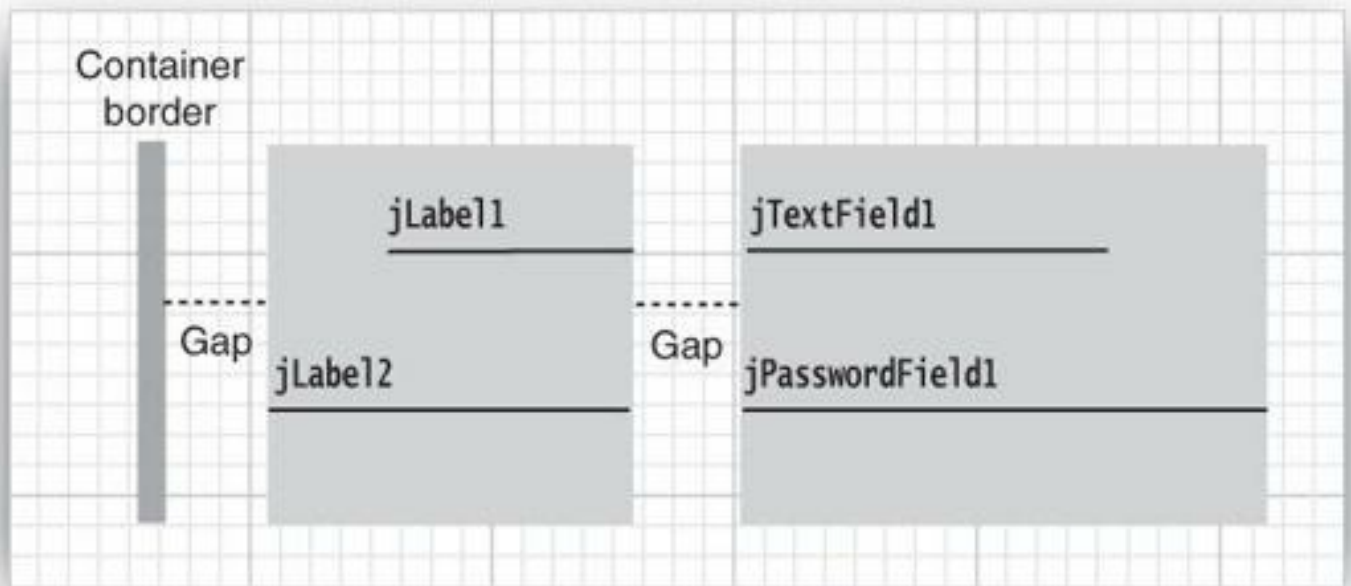 Container
border
jLabel1
jTextField1
Gap
Gap
jLabel2
jPasswordField1